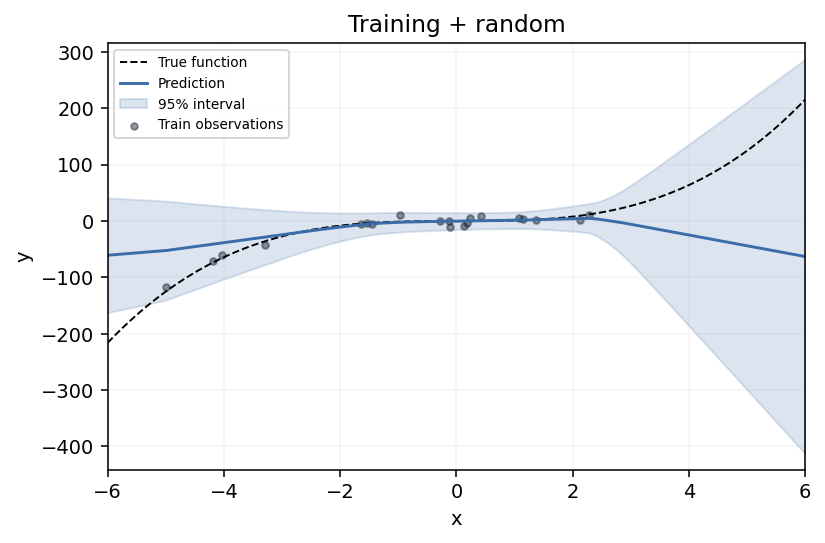 Training + random
True function
Prediction
95% interval
Train observations
300
200
100
0
−100
−200
−300
−400
y
−6
−4
−2
0
2
4
6
x